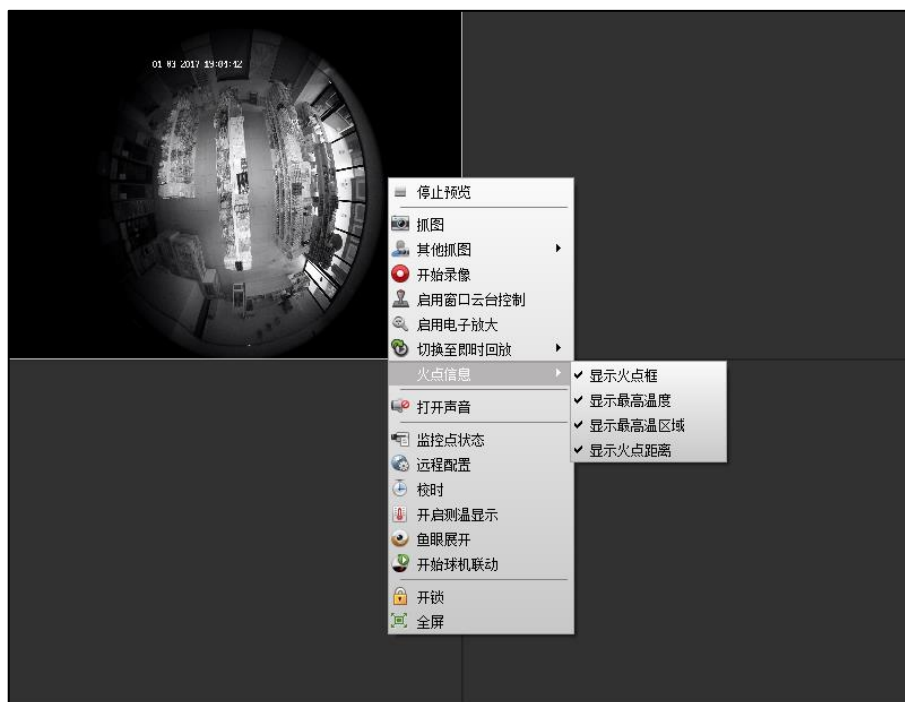 01-03-2017 19:01:42
停止预览
抓图
其他抓图
开始录像
启用窗口云台控制
启用电子放大
切换至即时回放
火点信息
显示火点框
显示最高温度
显示最高温区域
显示火点距离
打开声音
监控点状态
远程配置
校时
开启测温显示
鱼眼展开
开始球机联动
开锁
全屏